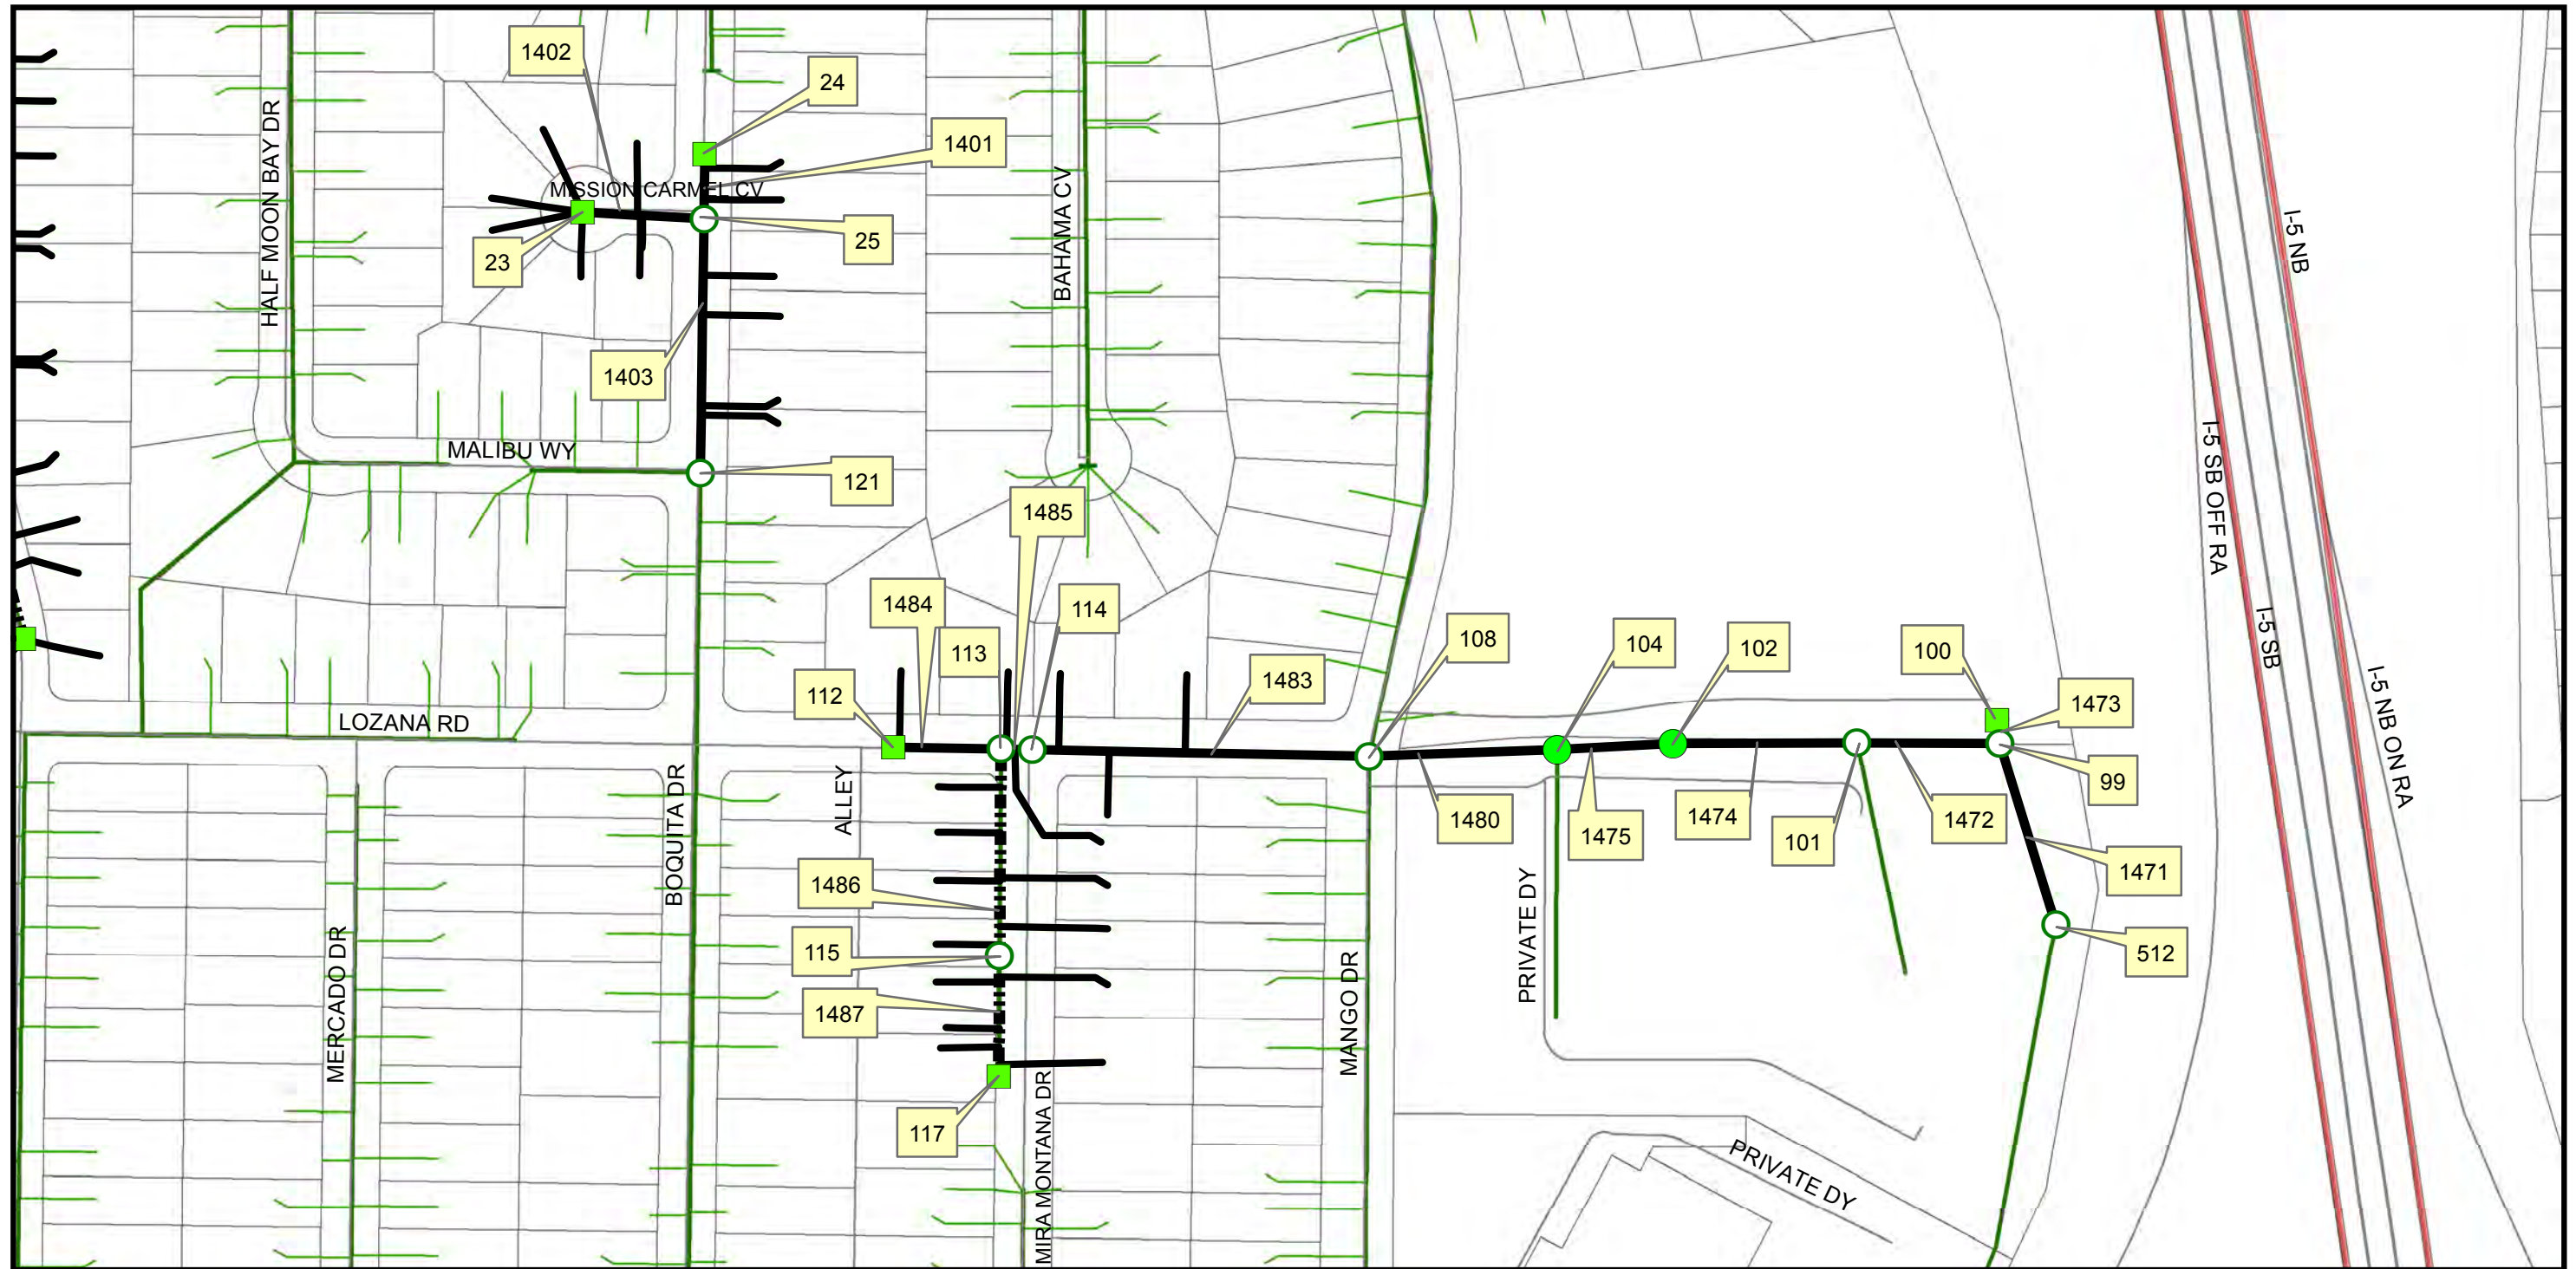 1402
24
1401
MISSION CARMEL CV
HALF MOON BAY DR
BAHAMA CV
25
23
I-5 NB
1403
MALIBU WY
121
1485
I-5 SB OFF RA
1484
114
113
108
104
102
100
I-5 SB
112
1483
1473
LOZANA RD
I-5 NB ON RA
99
ALLEY
BOQUITA DR
1480
1475
1474
101
1472
1471
1486
115
PRIVATE DY
512
MERCADO DR
MANGO DR
1487
117
MIRA MONTANA DR
PRIVATE DY